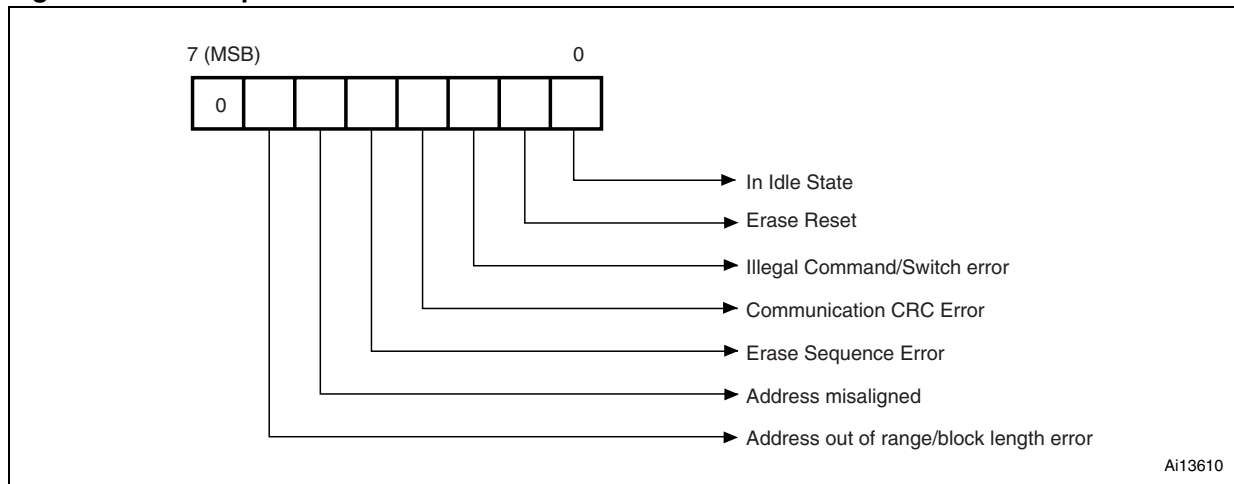 7 (MSB) 0
0
In Idle State
Erase Reset
Illegal Command/Switch error
Communication CRC Error
Erase Sequence Error
Address misaligned
Address out of range/block length error
Ai13610